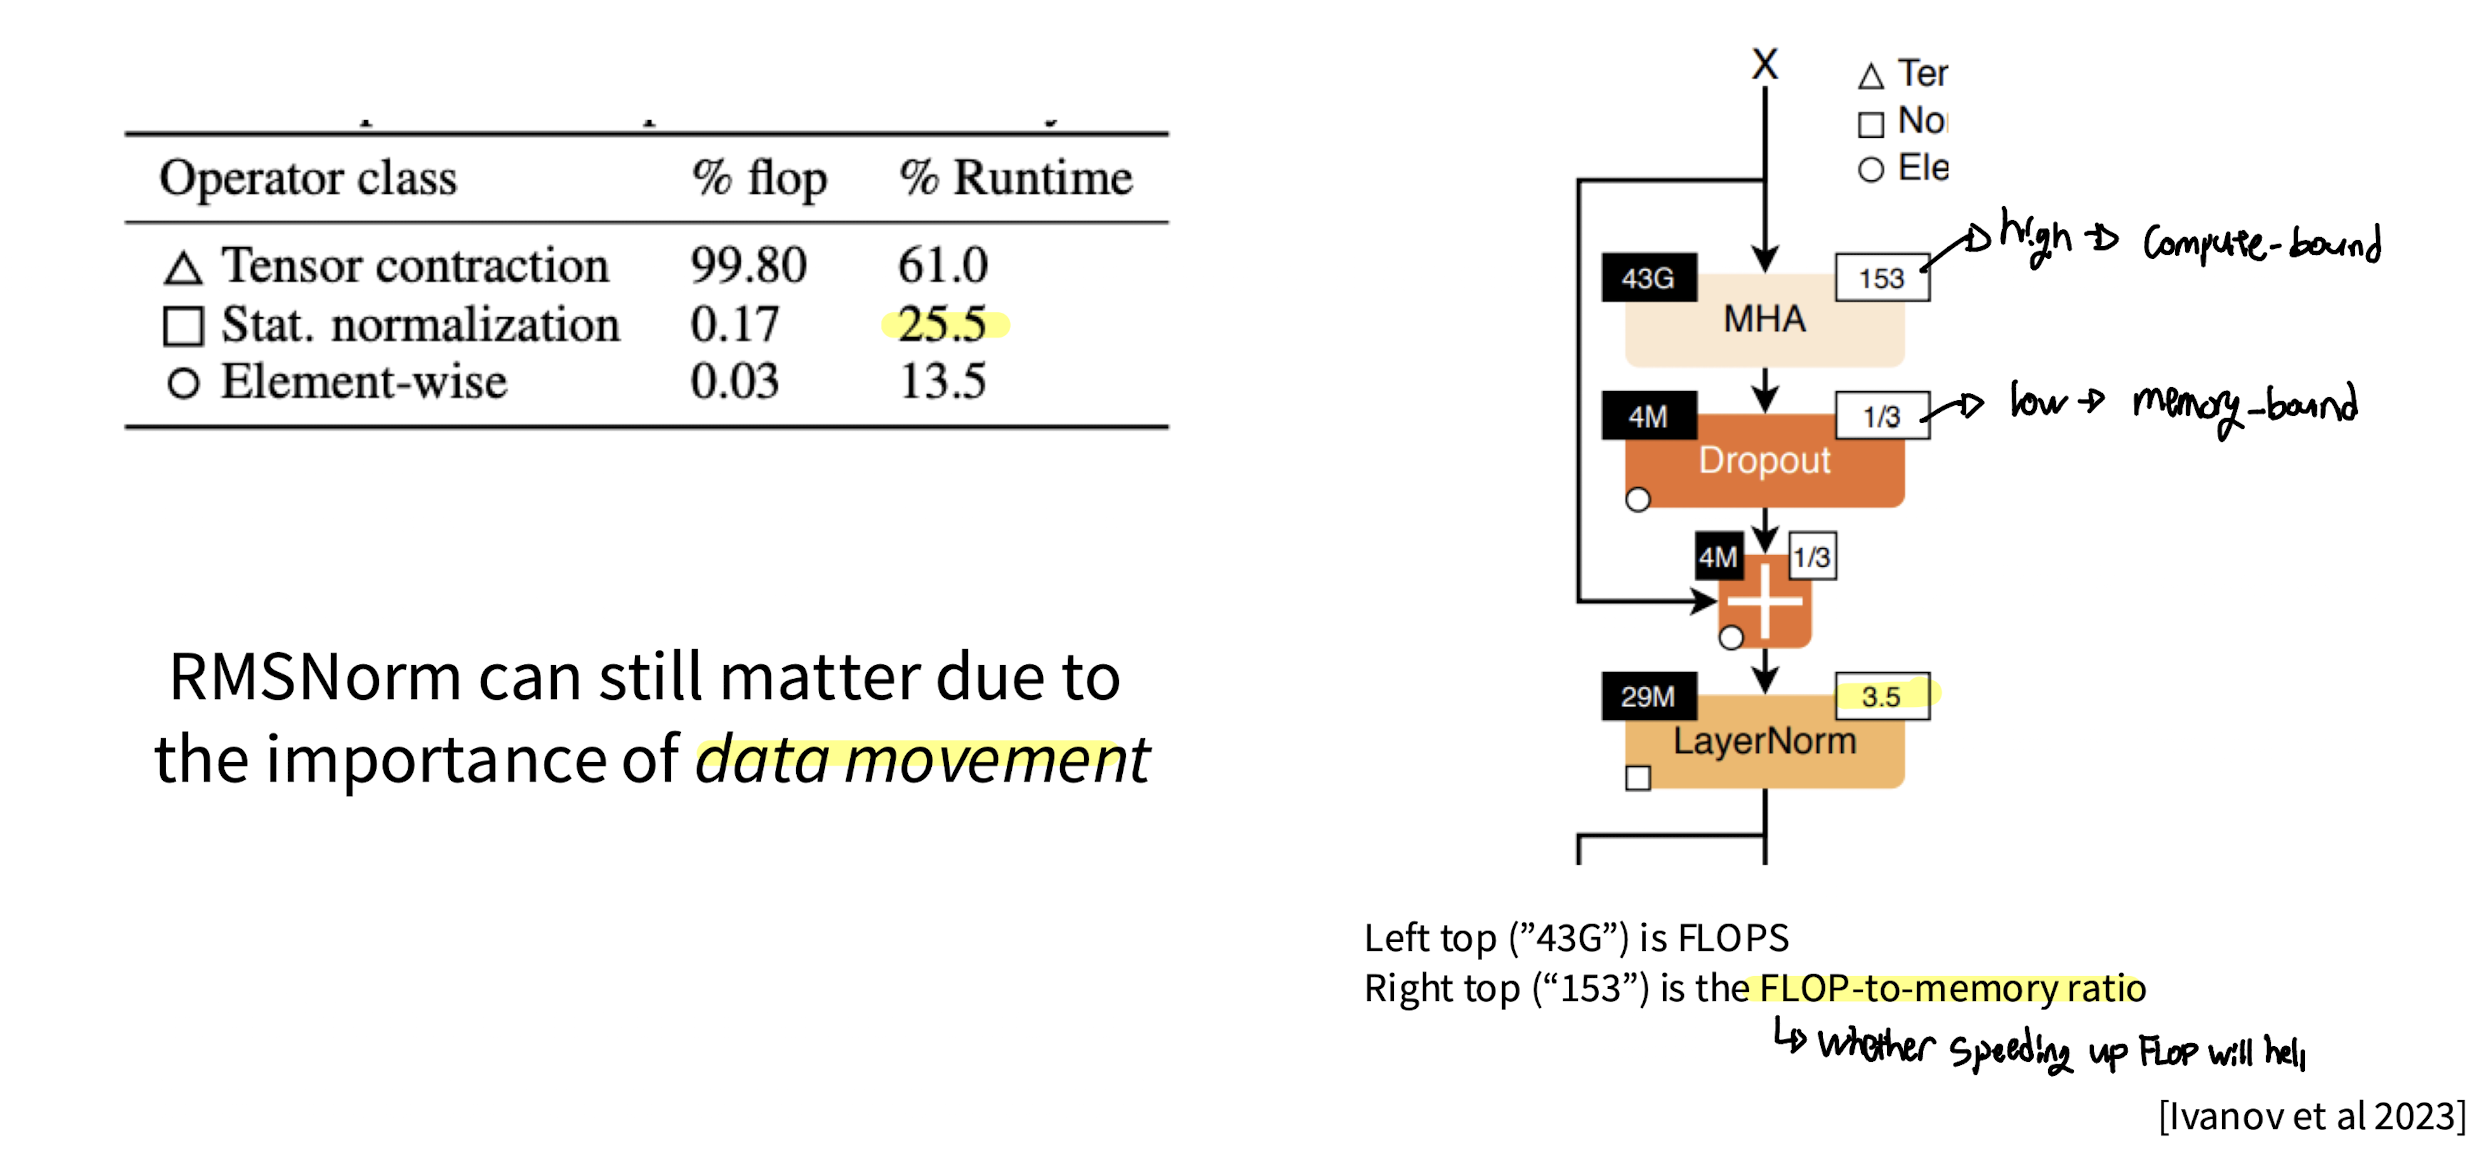 Operator class % flop % Runtime
△ Tensor contraction 99.80 61.0
□ Stat. normalization 0.17 25.5
○ Element-wise 0.03 13.5
RMSNorm can still matter due to
the importance of data movement
X
△ Ter
□ No
○ Ele
43G 153 high → compute-bound
MHA
4M 1/3 low → memory-bound
Dropout
4M 1/3
+
29M 3.5
LayerNorm
Left top (”43G”) is FLOPS
Right top (“153”) is the FLOP-to-memory ratio
↳ whether speeding up FLOP will hel
[Ivanov et al 2023]